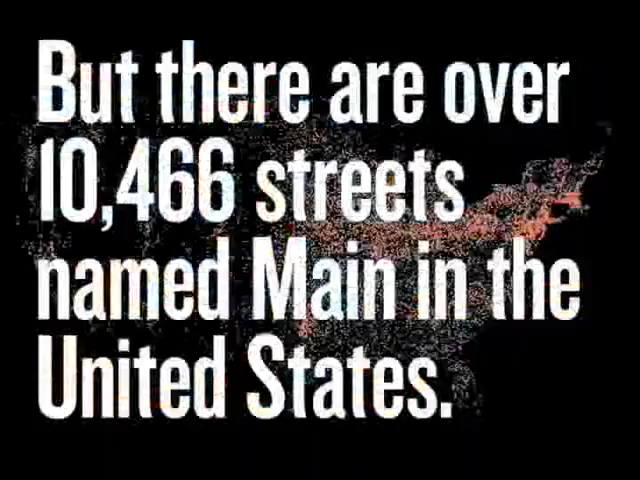 But there are over
10,466 streets
named Main in the
United States.